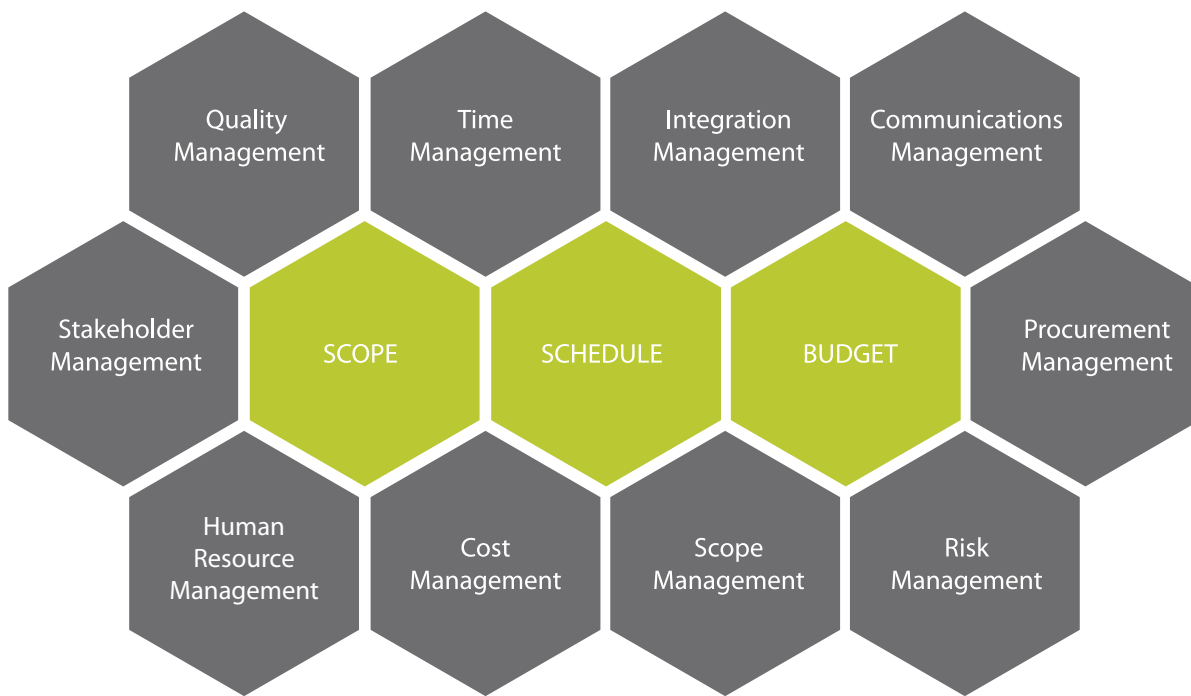 Quality
Management
Time
Management
Integration
Management
Communications
Management
Stakeholder
Management
SCOPE
SCHEDULE
BUDGET
Procurement
Management
Human
Resource
Management
Cost
Management
Scope
Management
Risk
Management